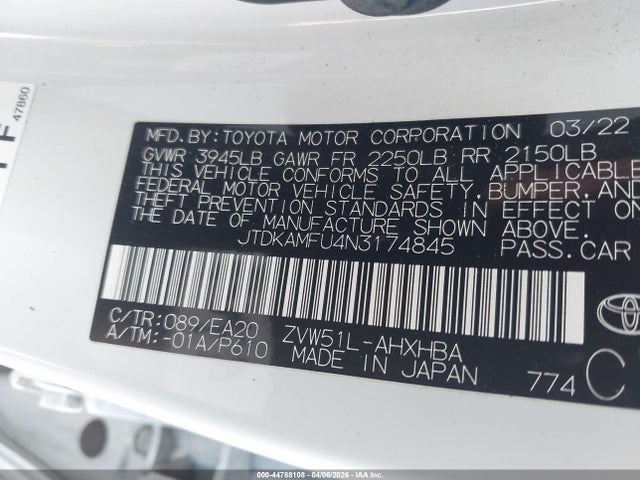 47860
MFD.BY:TOYOTA MOTOR CORPORATION 03/22
GVWR 3945LB GAWR FR 2250LB RR 2150LB
THIS VEHICLE CONFORMS TO ALL APPLICABLE
FEDERAL MOTOR VEHICLE SAFETY, BUMPER, AND
THEFT PREVENTION STANDARDS IN EFFECT ON
THE DATE OF MANUFACTURE SHOWN ABOVE.
JTDKAMFU4N3174845 PASS.CAR
C/TR:089/EA20 ZVW51L-AHXHBA
A/TM:-01A/P610 MADE IN JAPAN
774 C
TOYOTA
000-44788108 - 04/06/2026 - IAA Inc.